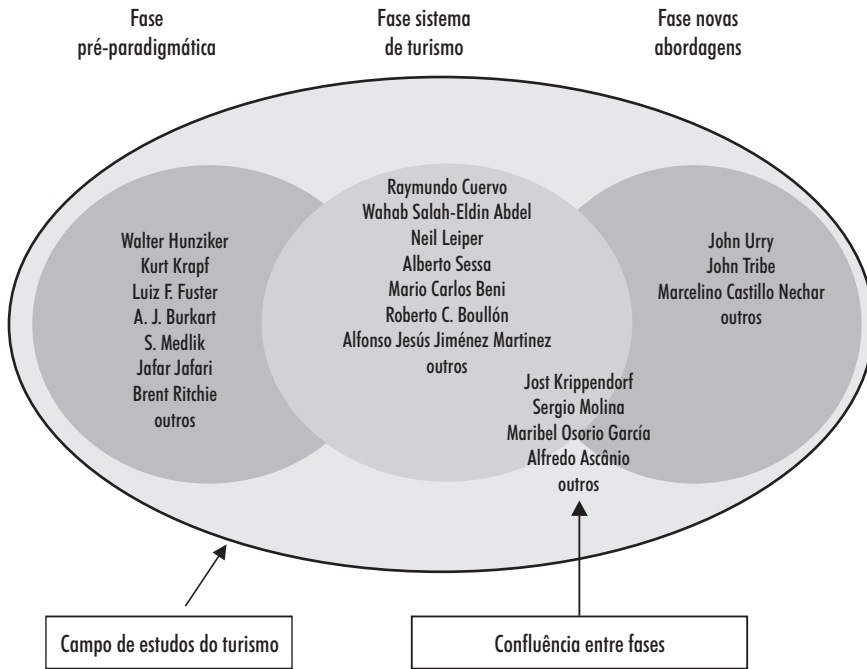 Fase
pré-paradigmática
Fase sistema
de turismo
Fase novas
abordagens
Walter Hunziker
Kurt Krapf
Luiz F. Fuster
A. J. Burkart
S. Medlik
Jafar Jafari
Brent Ritchie
outros
Raymundo Cuervo
Wahab Salah-Eldin Abdel
Neil Leiper
Alberto Sessa
Mario Carlos Beni
Roberto C. Boullón
Alfonso Jesús Jiménez Martinez
outros
John Urry
John Tribe
Marcelino Castillo Nechar
outros
Jost Krippendorf
Sergio Molina
Maribel Osorio García
Alfredo Ascânio
outros
Campo de estudos do turismo
Confluência entre fases